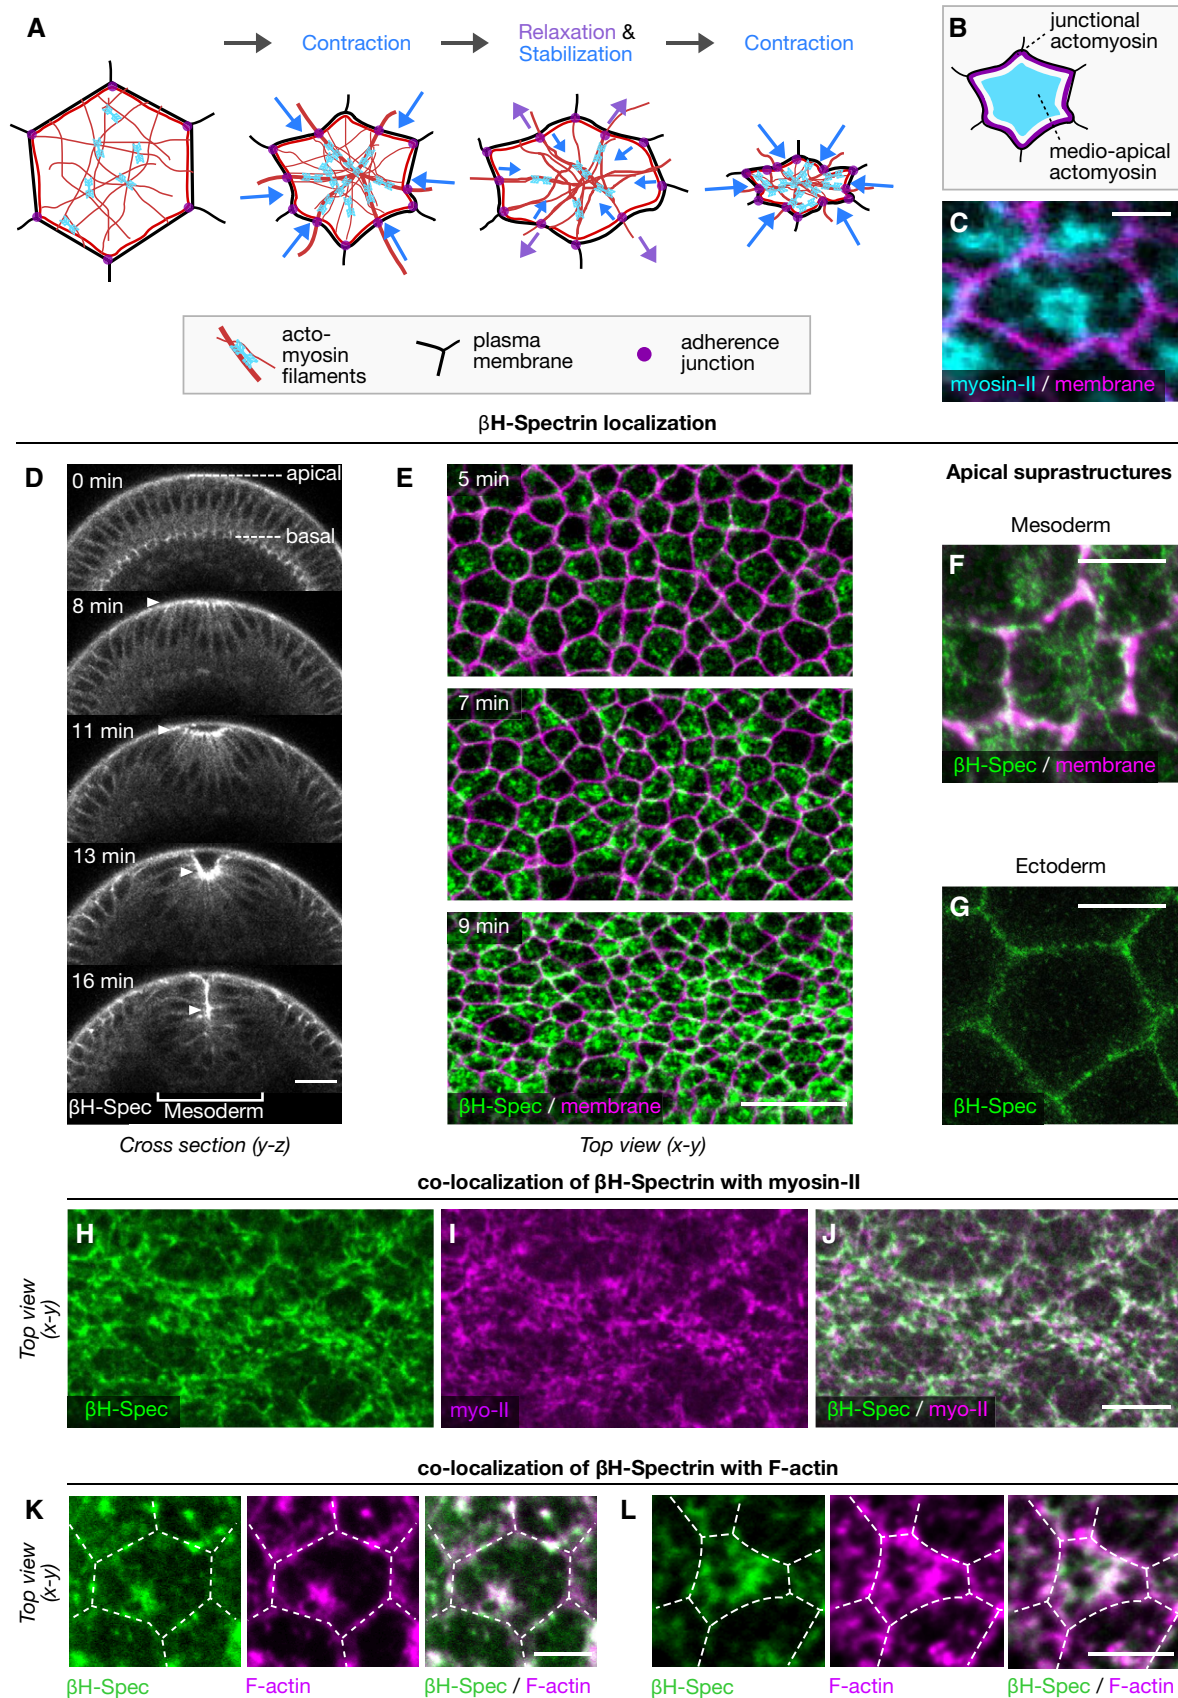 A
Contraction
Relaxation &
Stabilization
Contraction
B
junctional
actomyosin
medio-apical
actomyosin
C
myosin-II / membrane
acto-
myosin
filaments
plasma
membrane
adherence
junction
βH-Spectrin localization
D
0 min
apical
basal
8 min
11 min
13 min
16 min
βH-Spec
Mesoderm
Cross section (y-z)
E
5 min
7 min
9 min
βH-Spec / membrane
Top view (x-y)
Apical suprastructures
Mesoderm
F
βH-Spec / membrane
Ectoderm
G
βH-Spec
co-localization of βH-Spectrin with myosin-II
Top view
(x-y)
H
βH-Spec
I
myo-II
J
βH-Spec / myo-II
co-localization of βH-Spectrin with F-actin
Top view
(x-y)
K
βH-Spec
F-actin
βH-Spec / F-actin
L
βH-Spec
F-actin
βH-Spec / F-actin